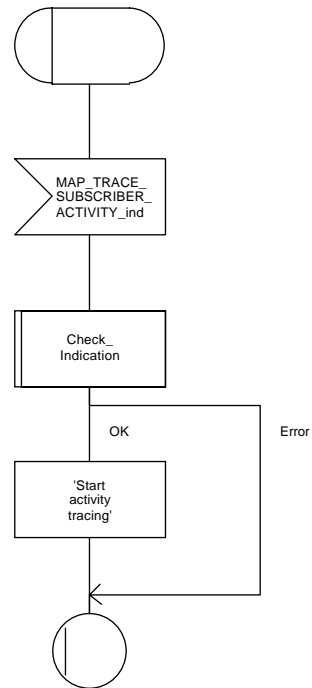 MAP_TRACE_
SUBSCRIBER_
ACTIVITY_ind
Check_
Indication
OK
Error
'Start
activity
tracing'